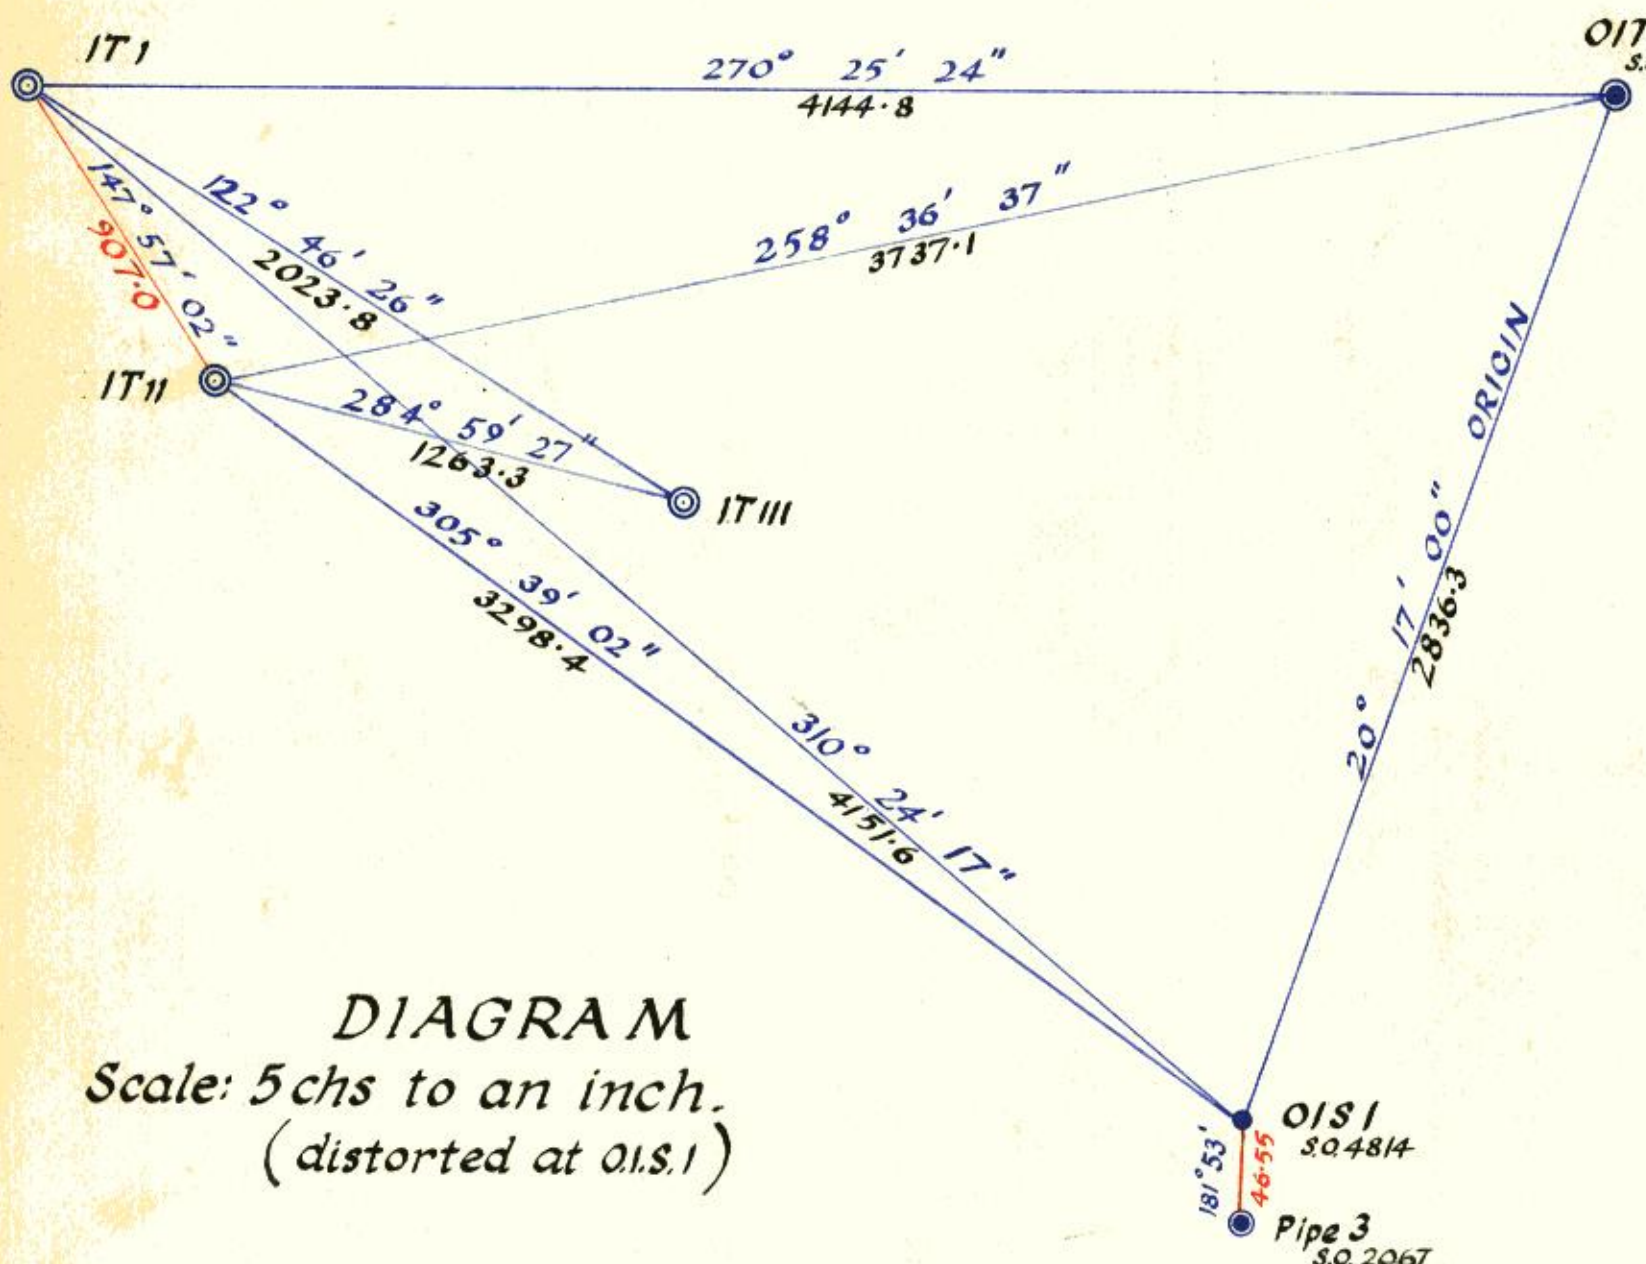 IT I
OIT
270° 25' 24"
4144·8
147° 57' 02"
907·0
122° 46' 26"
2023·8
258° 36' 37"
3737·1
IT II
284° 59' 27"
1263·3
IT III
305° 39' 02"
3298·4
310° 24' 17"
4151·6
20° 17' 00" ORIGIN
2836·3
DIAGRAM
Scale: 5 chs to an inch.
(distorted at O.I.S.1)
OIS I
S.O. 4814
181° 53'
46·55
Pipe 3
S.O. 2067